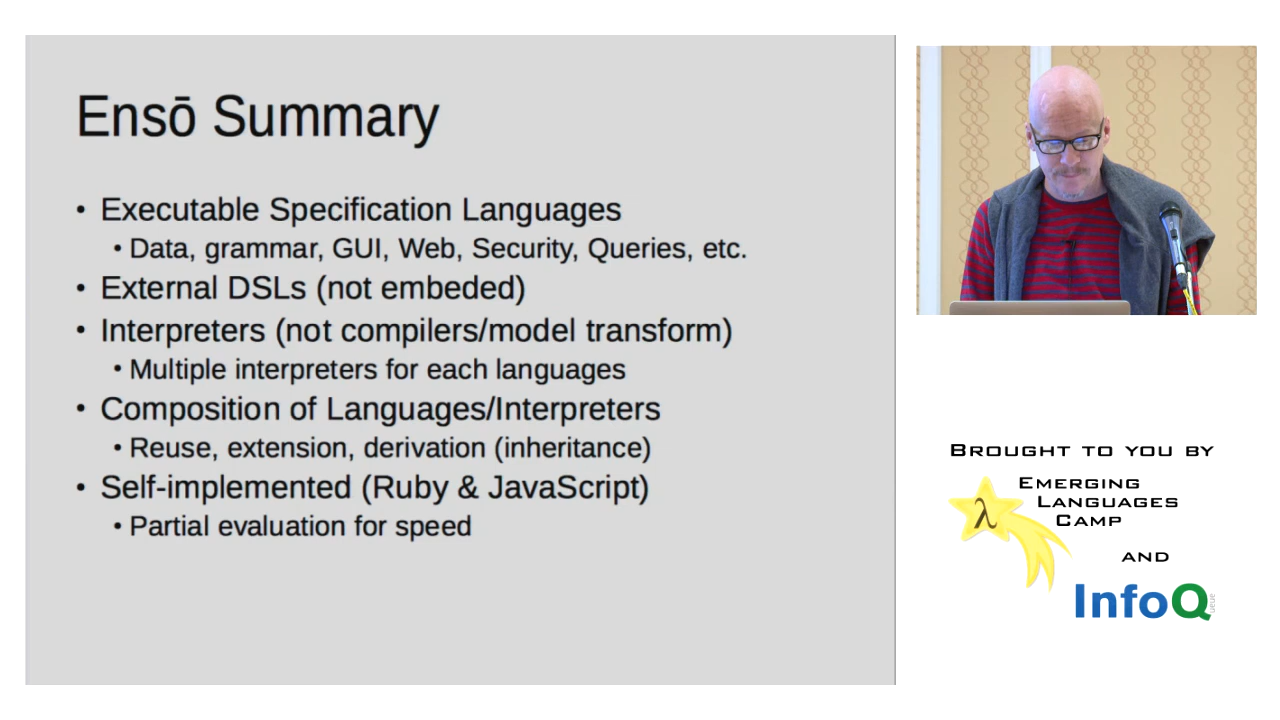 Ensō Summary
• Executable Specification Languages
• Data, grammar, GUI, Web, Security, Queries, etc.
• External DSLs (not embeded)
• Interpreters (not compilers/model transform)
• Multiple interpreters for each languages
• Composition of Languages/Interpreters
• Reuse, extension, derivation (inheritance)
• Self-implemented (Ruby & JavaScript)
• Partial evaluation for speed
BROUGHT TO YOU BY
λ
EMERGING
LANGUAGES
CAMP
AND
InfoQ
ueue